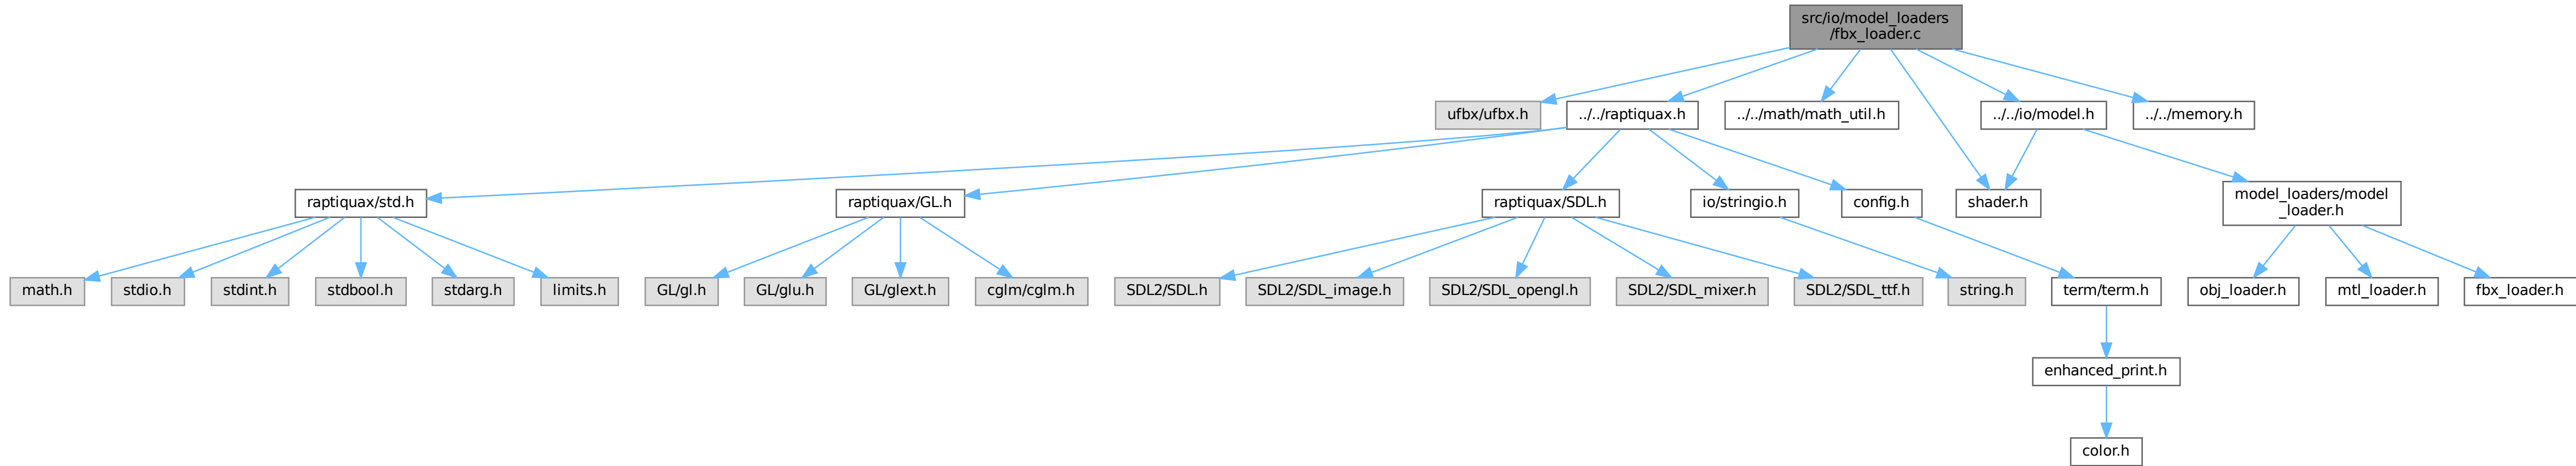 src/io/model_loaders
/fbx_loader.c
ufbx/ufbx.h
../../raptiquax.h
../../math/math_util.h
../../io/model.h
../../memory.h
raptiquax/std.h
raptiquax/GL.h
raptiquax/SDL.h
io/stringio.h
config.h
shader.h
model_loaders/model
_loader.h
math.h
stdio.h
stdint.h
stdbool.h
stdarg.h
limits.h
GL/gl.h
GL/glu.h
GL/glext.h
cglm/cglm.h
SDL2/SDL.h
SDL2/SDL_image.h
SDL2/SDL_opengl.h
SDL2/SDL_mixer.h
SDL2/SDL_ttf.h
string.h
term/term.h
obj_loader.h
mtl_loader.h
fbx_loader.h
enhanced_print.h
color.h